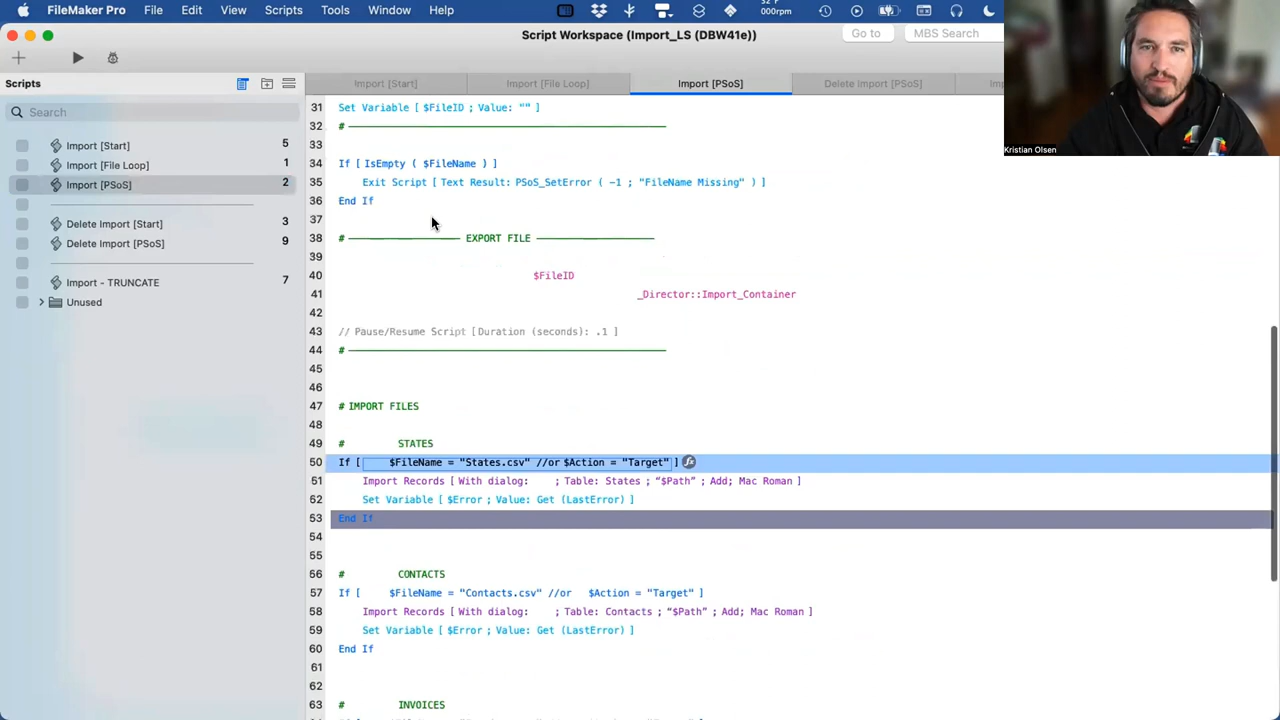 FileMaker Pro File Edit View Scripts Tools Window Help
000rpm
Script Workspace (Import_LS (DBW41e))
Go to
MBS Search
Scripts
Import [Start]
Import [File Loop]
Import [PSoS]
Delete Import [PSoS]
Search
Import [Start] 5
Import [File Loop] 1
Import [PSoS] 2
Delete Import [Start] 3
Delete Import [PSoS] 9
Import - TRUNCATE 7
Unused
31 Set Variable [ $FileID ; Value: "" ]
32 #
33
34 If [ IsEmpty ( $FileName ) ]
35 Exit Script [ Text Result: PSoS_SetError ( -1 ; "FileName Missing" ) ]
36 End If
37
38 # EXPORT FILE
39
40 $FileID
41 _Director::Import_Container
42
43 // Pause/Resume Script [ Duration (seconds): .1 ]
44 #
45
46
47 # IMPORT FILES
48
49 # STATES
50 If [ $FileName = "States.csv" //or $Action = "Target" ]
51 Import Records [ With dialog: ; Table: States ; “$Path” ; Add; Mac Roman ]
52 Set Variable [ $Error ; Value: Get (LastError) ]
53 End If
54
55
56 # CONTACTS
57 If [ $FileName = "Contacts.csv" //or $Action = "Target" ]
58 Import Records [ With dialog: ; Table: Contacts ; “$Path” ; Add; Mac Roman ]
59 Set Variable [ $Error ; Value: Get (LastError) ]
60 End If
61
62
63 # INVOICES
Kristian Olsen